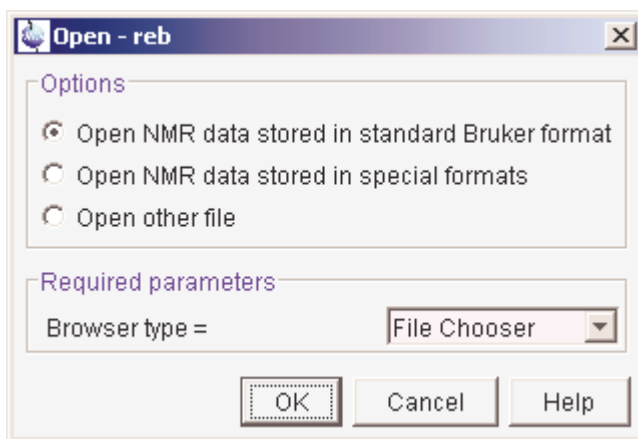 Open - reb
Options
Open NMR data stored in standard Bruker format
Open NMR data stored in special formats
Open other file
Required parameters
Browser type = File Chooser
OK Cancel Help